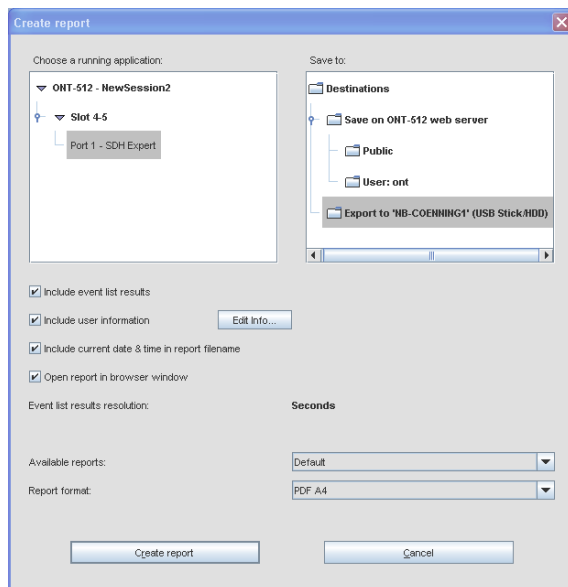 Create report
Choose a running application:
ONT-512 - NewSession2
Slot 4-5
Port 1 - SDH Expert
Save to:
Destinations
Save on ONT-512 web server
Public
User: ont
Export to 'NB-COENNING1' (USB Stick/HDD)
Include event list results
Include user information
Edit Info...
Include current date & time in report filename
Open report in browser window
Event list results resolution: Seconds
Available reports: Default
Report format: PDF A4
Create report
Cancel